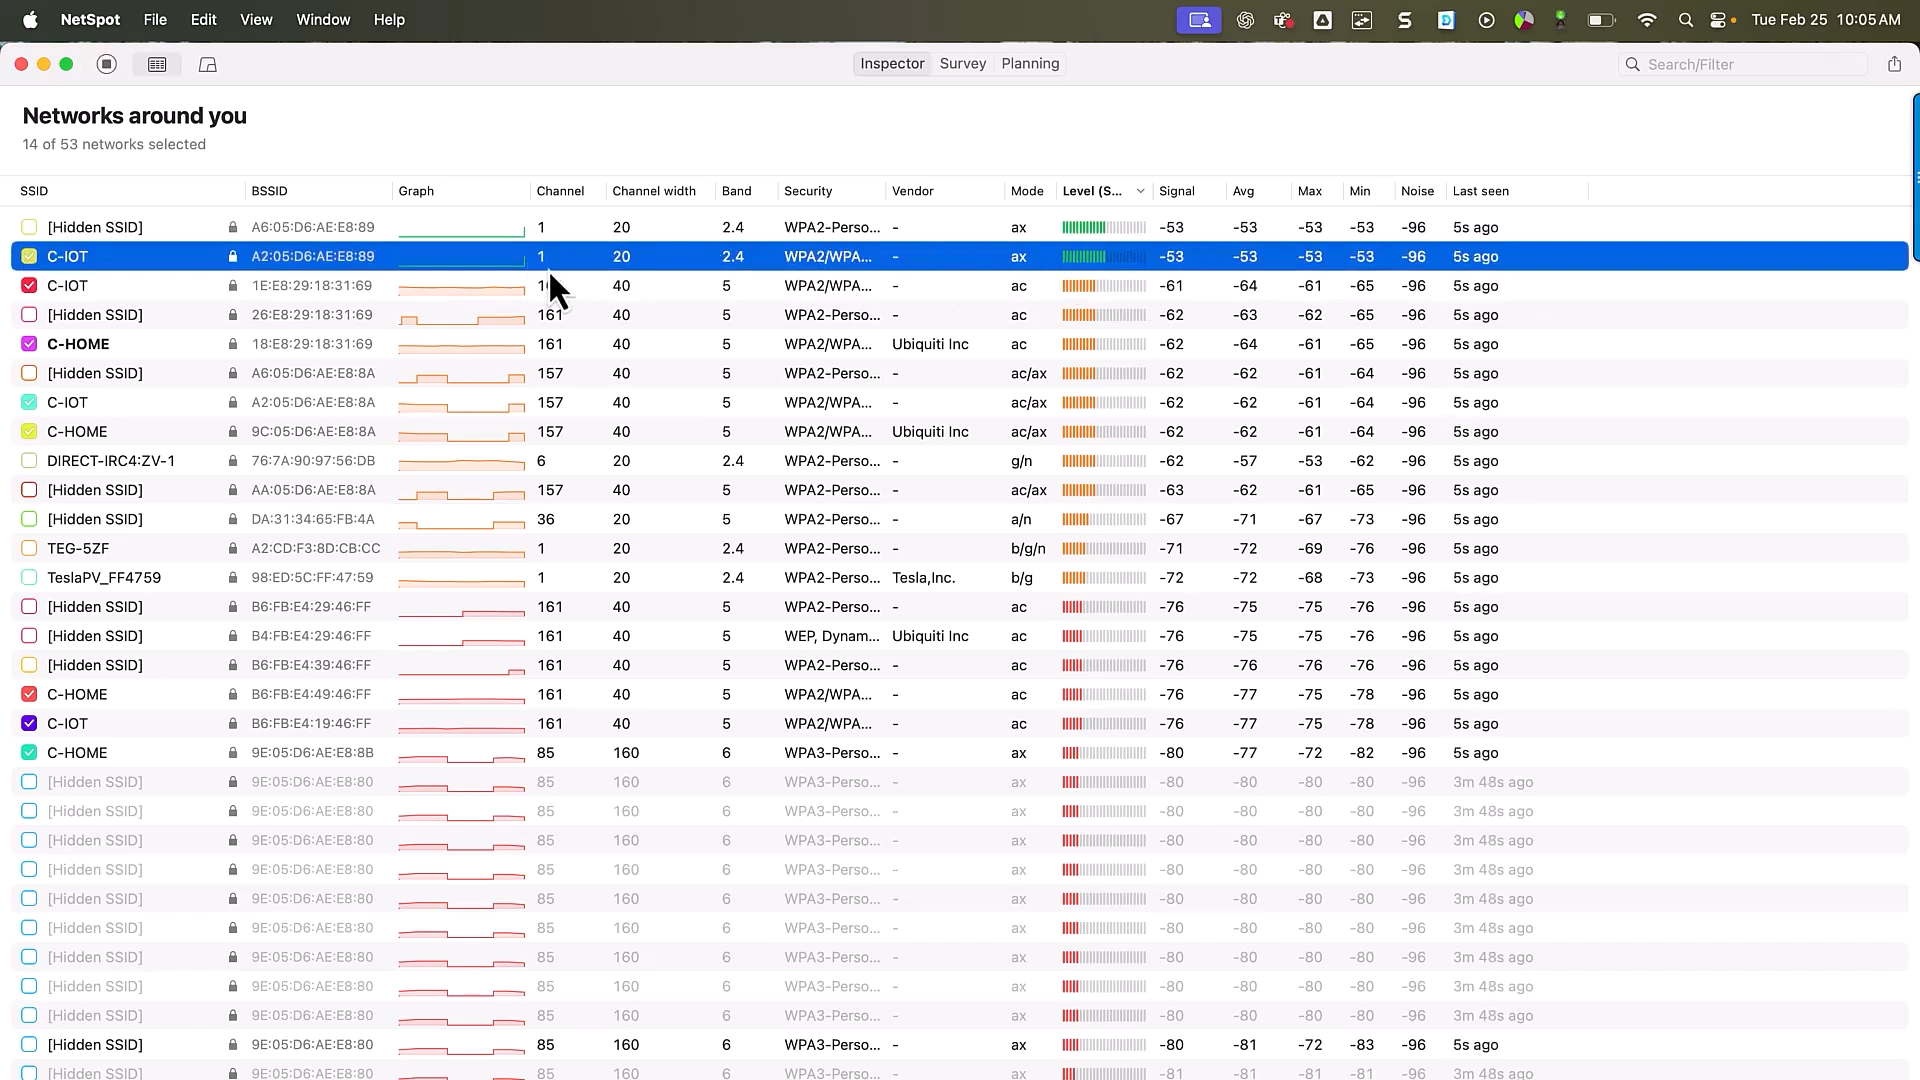 NetSpot File Edit View Window Help Tue Feb 25 10:05 AM
Inspector Survey Planning Search/Filter
Networks around you
14 of 53 networks selected
SSID BSSID Graph Channel Channel width Band Security Vendor Mode Level (S... Signal Avg Max Min Noise Last seen
[Hidden SSID] A6:05:D6:AE:E8:89 1 20 2.4 WPA2-Perso... ax -53 -53 -53 -53 -96 5s ago
C-IOT A2:05:D6:AE:E8:89 1 20 2.4 WPA2/WPA... - ax -53 -53 -53 -53 -96 5s ago
C-IOT 1E:E8:29:18:31:69 40 5 WPA2/WPA... - ac -61 -64 -61 -65 -96 5s ago
[Hidden SSID] 26:E8:29:18:31:69 161 40 5 WPA2-Perso... - ac -62 -63 -62 -65 -96 5s ago
C-HOME 18:E8:29:18:31:69 161 40 5 WPA2/WPA... Ubiquiti Inc ac -62 -64 -61 -65 -96 5s ago
[Hidden SSID] A6:05:D6:AE:E8:8A 157 40 5 WPA2-Perso... - ac/ax -62 -62 -61 -64 -96 5s ago
C-IOT A2:05:D6:AE:E8:8A 157 40 5 WPA2/WPA... - ac/ax -62 -62 -61 -64 -96 5s ago
C-HOME 9C:05:D6:AE:E8:8A 157 40 5 WPA2/WPA... Ubiquiti Inc ac/ax -62 -62 -61 -64 -96 5s ago
DIRECT-IRC4:ZV-1 76:7A:90:97:56:DB 6 20 2.4 WPA2-Perso... - g/n -62 -57 -53 -62 -96 5s ago
[Hidden SSID] AA:05:D6:AE:E8:8A 157 40 5 WPA2-Perso... - ac/ax -63 -62 -61 -65 -96 5s ago
[Hidden SSID] DA:31:34:65:FB:4A 36 20 5 WPA2-Perso... - a/n -67 -71 -67 -73 -96 5s ago
TEG-5ZF A2:CD:F3:8D:CB:CC 1 20 2.4 WPA2-Perso... - b/g/n -71 -72 -69 -76 -96 5s ago
TeslaPV_FF4759 98:ED:5C:FF:47:59 1 20 2.4 WPA2-Perso... Tesla,Inc. b/g -72 -72 -68 -73 -96 5s ago
[Hidden SSID] B6:FB:E4:29:46:FF 161 40 5 WPA2-Perso... - ac -76 -75 -75 -76 -96 5s ago
[Hidden SSID] B4:FB:E4:29:46:FF 161 40 5 WEP, Dynam... Ubiquiti Inc ac -76 -75 -75 -76 -96 5s ago
[Hidden SSID] B6:FB:E4:39:46:FF 161 40 5 WPA2-Perso... - ac -76 -76 -76 -76 -96 5s ago
C-HOME B6:FB:E4:49:46:FF 161 40 5 WPA2/WPA... - ac -76 -77 -75 -78 -96 5s ago
C-IOT B6:FB:E4:19:46:FF 161 40 5 WPA2/WPA... - ac -76 -77 -75 -78 -96 5s ago
C-HOME 9E:05:D6:AE:E8:8B 85 160 6 WPA3-Perso... - ax -80 -77 -72 -82 -96 5s ago
[Hidden SSID] 9E:05:D6:AE:E8:80 85 160 6 WPA3-Perso... - ax -80 -80 -80 -80 -96 3m 48s ago
[Hidden SSID] 9E:05:D6:AE:E8:80 85 160 6 WPA3-Perso... - ax -80 -80 -80 -80 -96 3m 48s ago
[Hidden SSID] 9E:05:D6:AE:E8:80 85 160 6 WPA3-Perso... - ax -80 -80 -80 -80 -96 3m 48s ago
[Hidden SSID] 9E:05:D6:AE:E8:80 85 160 6 WPA3-Perso... - ax -80 -80 -80 -80 -96 3m 48s ago
[Hidden SSID] 9E:05:D6:AE:E8:80 85 160 6 WPA3-Perso... - ax -80 -80 -80 -80 -96 3m 48s ago
[Hidden SSID] 9E:05:D6:AE:E8:80 85 160 6 WPA3-Perso... - ax -80 -80 -80 -80 -96 3m 48s ago
[Hidden SSID] 9E:05:D6:AE:E8:80 85 160 6 WPA3-Perso... - ax -80 -80 -80 -80 -96 3m 48s ago
[Hidden SSID] 9E:05:D6:AE:E8:80 85 160 6 WPA3-Perso... - ax -80 -80 -80 -80 -96 3m 48s ago
[Hidden SSID] 9E:05:D6:AE:E8:80 85 160 6 WPA3-Perso... - ax -80 -80 -80 -80 -96 3m 48s ago
[Hidden SSID] 9E:05:D6:AE:E8:80 85 160 6 WPA3-Perso... - ax -80 -81 -72 -83 -96 5s ago
[Hidden SSID] 9E:05:D6:AE:E8:80 85 160 6 WPA3-Perso... - ax -81 -81 -81 -81 -96 3m 48s ago